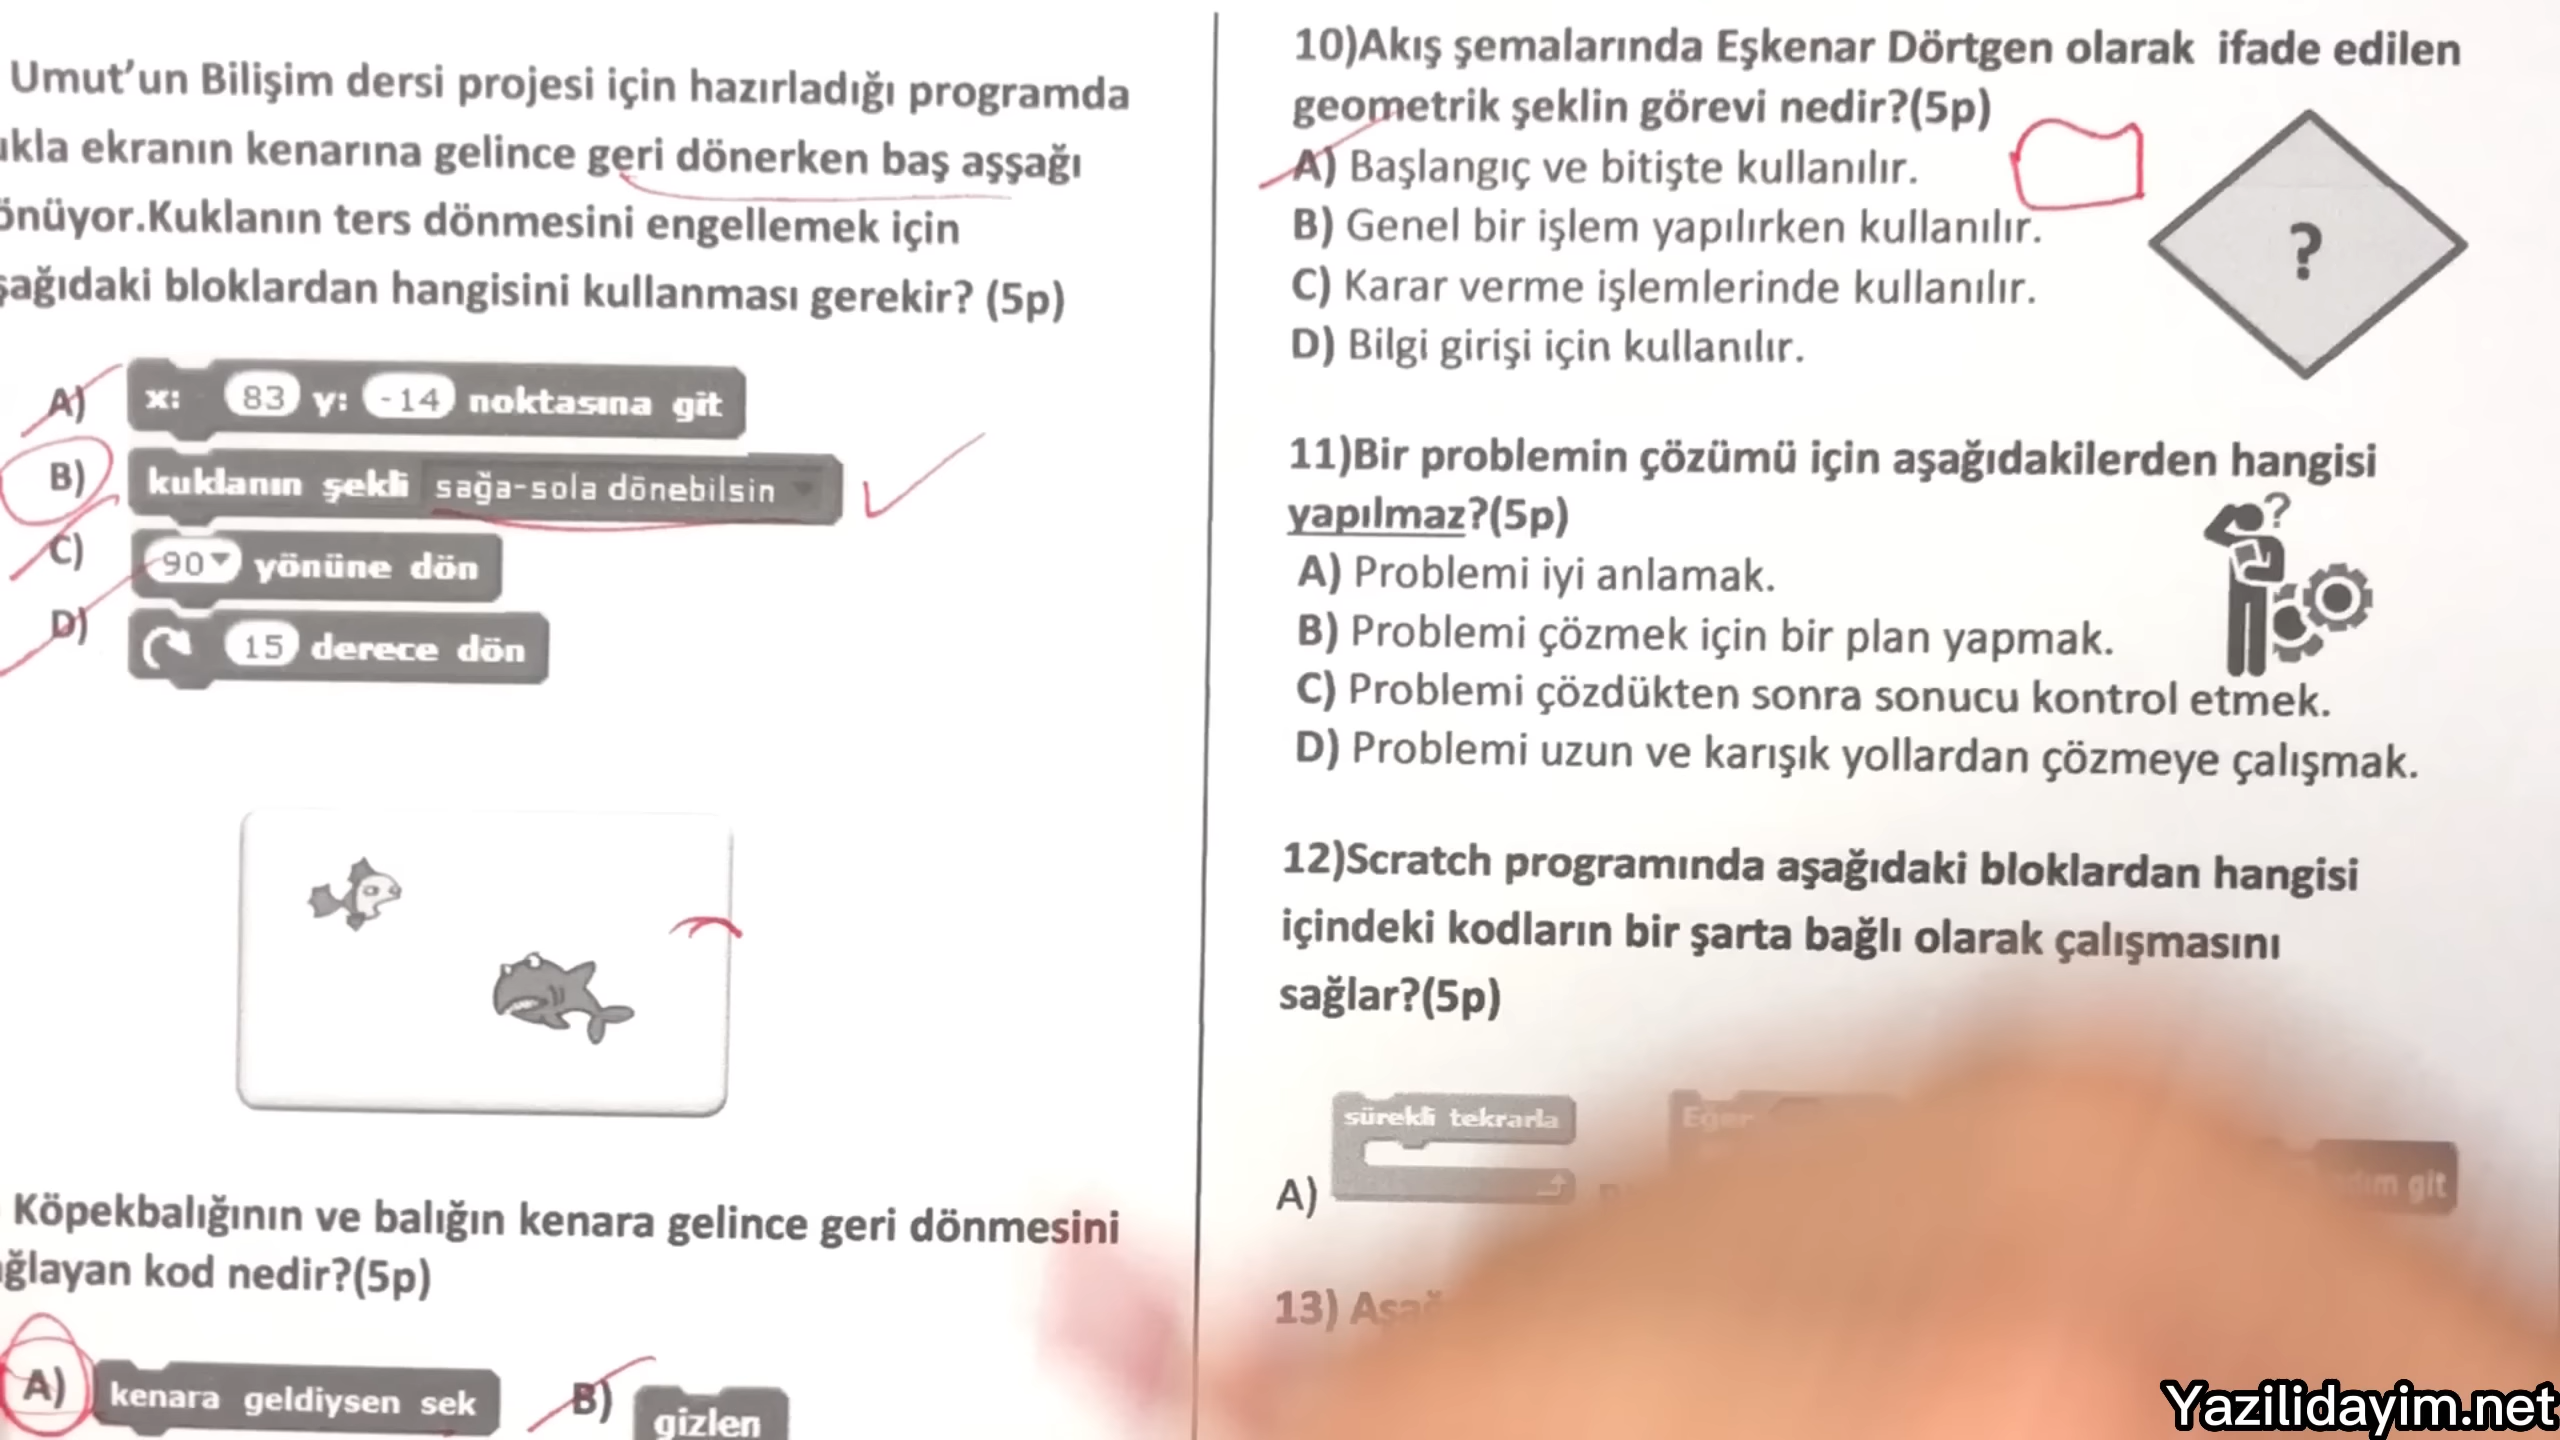 Umut'un Bilişim dersi projesi için hazırladığı programda
ukla ekranın kenarına gelince geri dönerken baş aşşağı
önüyor.Kuklanın ters dönmesini engellemek için
şağıdaki bloklardan hangisini kullanması gerekir? (5p)
A) x: 83 y: -14 noktasına git
B) kuklanın şekli sağa-sola dönebilsin
C) 90 yönüne dön
D) 15 derece dön
Köpekbalığının ve balığın kenara gelince geri dönmesini
ağlayan kod nedir?(5p)
A) kenara geldiysen sek
B) gizlen
10)Akış şemalarında Eşkenar Dörtgen olarak ifade edilen
geometrik şeklin görevi nedir?(5p)
A) Başlangıç ve bitişte kullanılır.
B) Genel bir işlem yapılırken kullanılır.
C) Karar verme işlemlerinde kullanılır.
D) Bilgi girişi için kullanılır.
?
11)Bir problemin çözümü için aşağıdakilerden hangisi
yapılmaz?(5p)
?
A) Problemi iyi anlamak.
B) Problemi çözmek için bir plan yapmak.
C) Problemi çözdükten sonra sonucu kontrol etmek.
D) Problemi uzun ve karışık yollardan çözmeye çalışmak.
12)Scratch programında aşağıdaki bloklardan hangisi
içindeki kodların bir şarta bağlı olarak çalışmasını
sağlar?(5p)
A) sürekli tekrarla
Eğer
git
13)
Yazilidayim.net